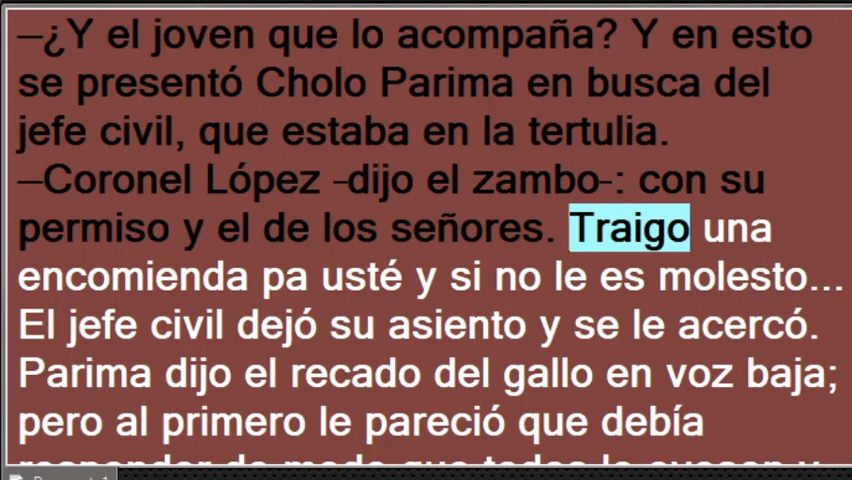 –¿Y el joven que lo acompaña? Y en esto
se presentó Cholo Parima en busca del
jefe civil, que estaba en la tertulia.
–Coronel López -dijo el zambo-: con su
permiso y el de los señores. Traigo una
encomienda pa usté y si no le es molesto...
El jefe civil dejó su asiento y se le acercó.
Parima dijo el recado del gallo en voz baja;
pero al primero le pareció que debía